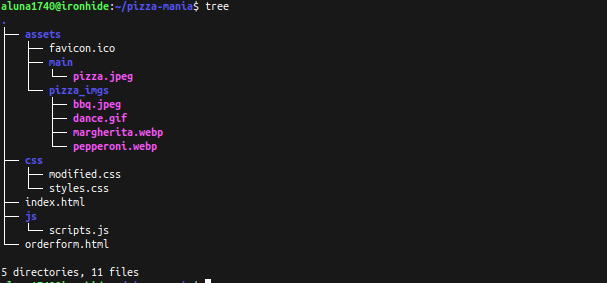 aluna1740@ironhide:~/pizza-mania$ tree
.
├── assets
│   ├── favicon.ico
│   ├── main
│   │   └── pizza.jpeg
│   └── pizza_imgs
│       ├── bbq.jpeg
│       ├── dance.gif
│       ├── margherita.webp
│       └── pepperoni.webp
├── css
│   ├── modified.css
│   └── styles.css
├── index.html
├── js
│   └── scripts.js
└── orderform.html

5 directories, 11 files